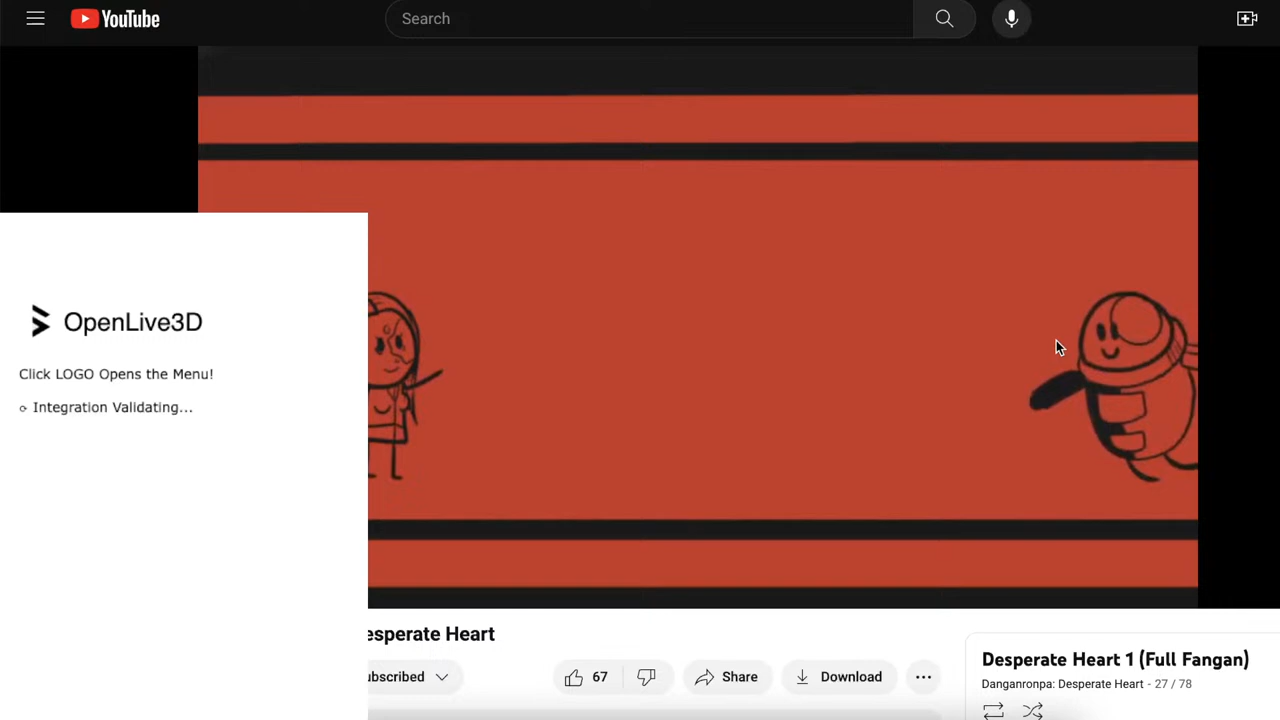 YouTube
Search
OpenLive3D
Click LOGO Opens the Menu!
Integration Validating...
esperate Heart
ubscribed
67
Share
Download
Desperate Heart 1 (Full Fangan)
Danganronpa: Desperate Heart - 27 / 78